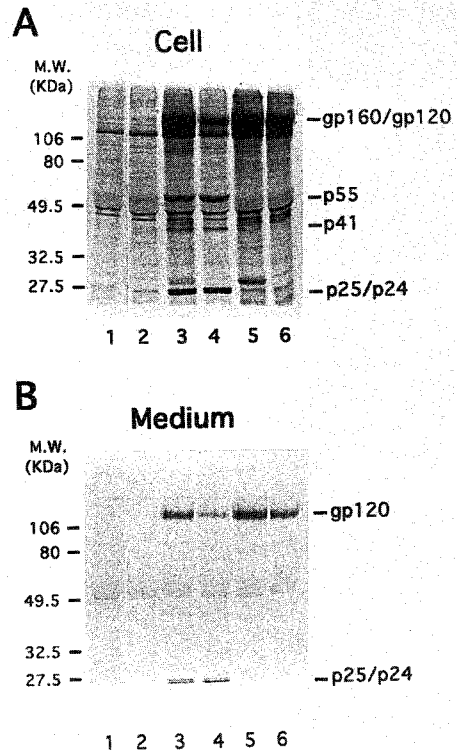 A
Cell
M.W.
(KDa)
106
80
49.5
32.5
27.5
gp160/gp120
p55
p41
p25/p24
1 2 3 4 5 6
B
Medium
M.W.
(KDa)
106
80
49.5
32.5
27.5
gp120
p25/p24
1 2 3 4 5 6